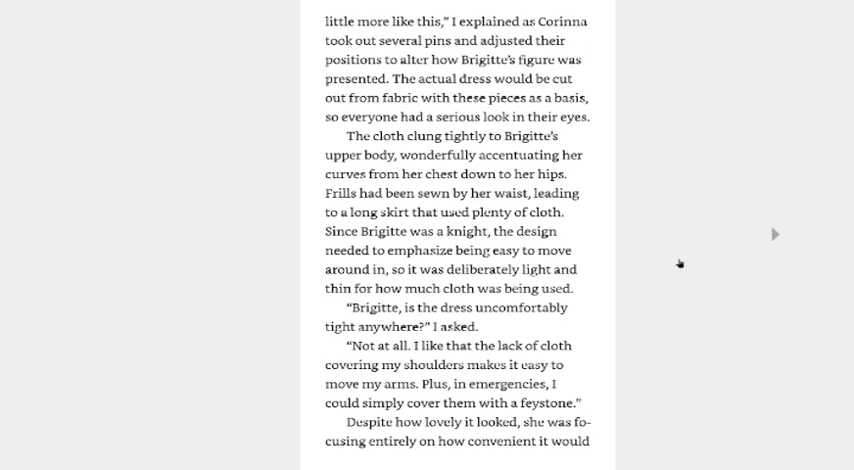 little more like this,” I explained as Corinna
took out several pins and adjusted their
positions to alter how Brigitte’s figure was
presented. The actual dress would be cut
out from fabric with these pieces as a basis,
so everyone had a serious look in their eyes.
The cloth clung tightly to Brigitte’s
upper body, wonderfully accentuating her
curves from her chest down to her hips.
Frills had been sewn by her waist, leading
to a long skirt that used plenty of cloth.
Since Brigitte was a knight, the design
needed to emphasize being easy to move
around in, so it was deliberately light and
thin for how much cloth was being used.
“Brigitte, is the dress uncomfortably
tight anywhere?” I asked.
“Not at all. I like that the lack of cloth
covering my shoulders makes it easy to
move my arms. Plus, in emergencies, I
could simply cover them with a feystone.”
Despite how lovely it looked, she was fo-
cusing entirely on how convenient it would